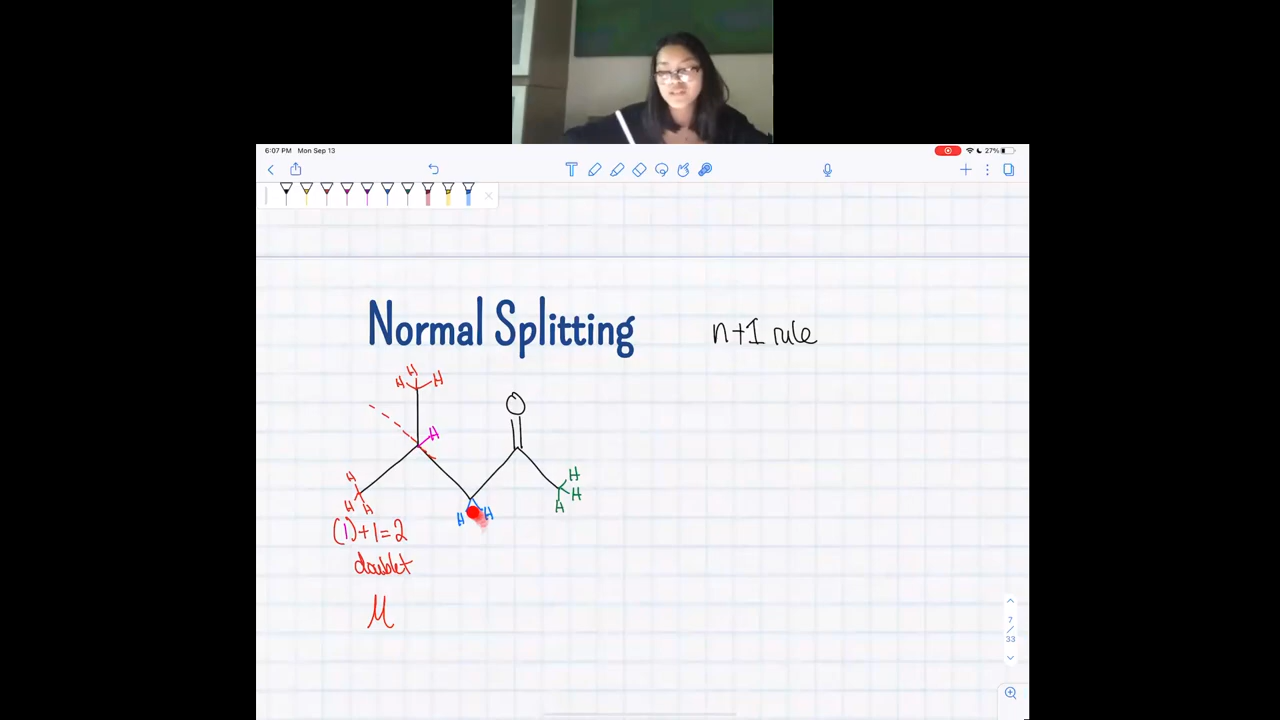 6:07 PM Mon Sep 13
27%
T
Normal Splitting
n+1 rule
H
H H
O
H
H
H
H
H
H H
H
H H
(1)+1=2
doublet
7
/
33